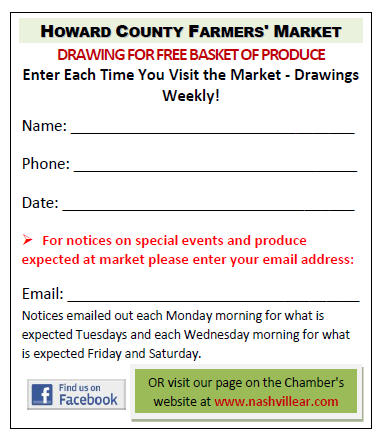 HOWARD COUNTY FARMERS' MARKET
DRAWING FOR FREE BASKET OF PRODUCE
Enter Each Time You Visit the Market - Drawings
Weekly!
Name: ___________________________________
Phone: ___________________________________
Date: ____________________________________
➢ For notices on special events and produce
expected at market please enter your email address:
Email: ____________________________________
Notices emailed out each Monday morning for what is
expected Tuesdays and each Wednesday morning for what
is expected Friday and Saturday.
f Find us on
Facebook
OR visit our page on the Chamber's
website at www.nashvillear.com